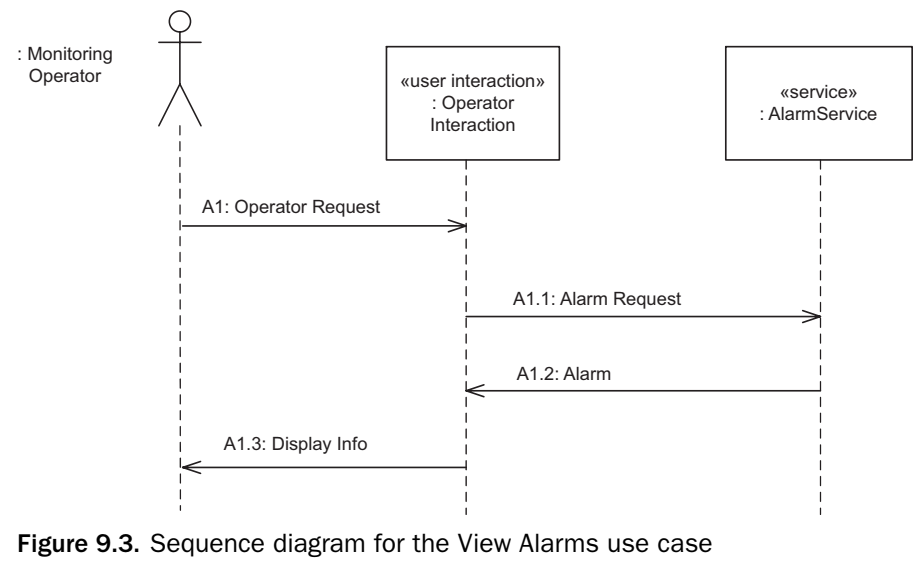 : Monitoring
Operator
«user interaction»
: Operator
Interaction
«service»
: AlarmService
A1: Operator Request
A1.1: Alarm Request
A1.2: Alarm
A1.3: Display Info
Figure 9.3. Sequence diagram for the View Alarms use case